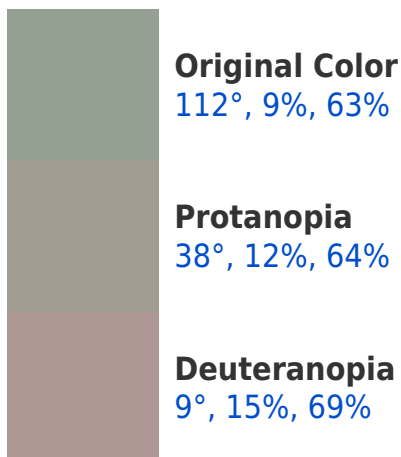 Original Color
112°, 9%, 63%
Protanopia
38°, 12%, 64%
Deuteranopia
9°, 15%, 69%